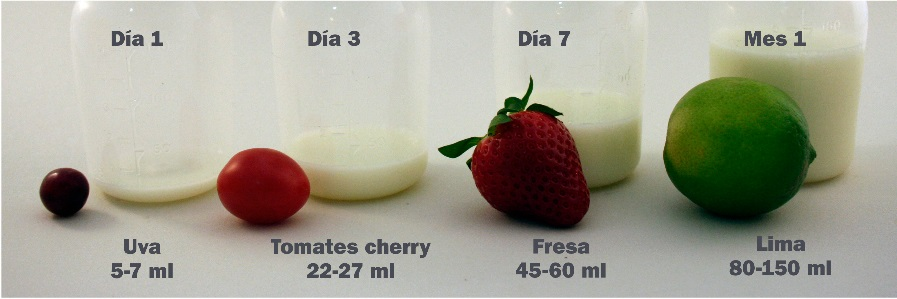 Día 1
Día 3
Día 7
Mes 1
Uva
5-7 ml
Tomates cherry
22-27 ml
Fresa
45-60 ml
Lima
80-150 ml